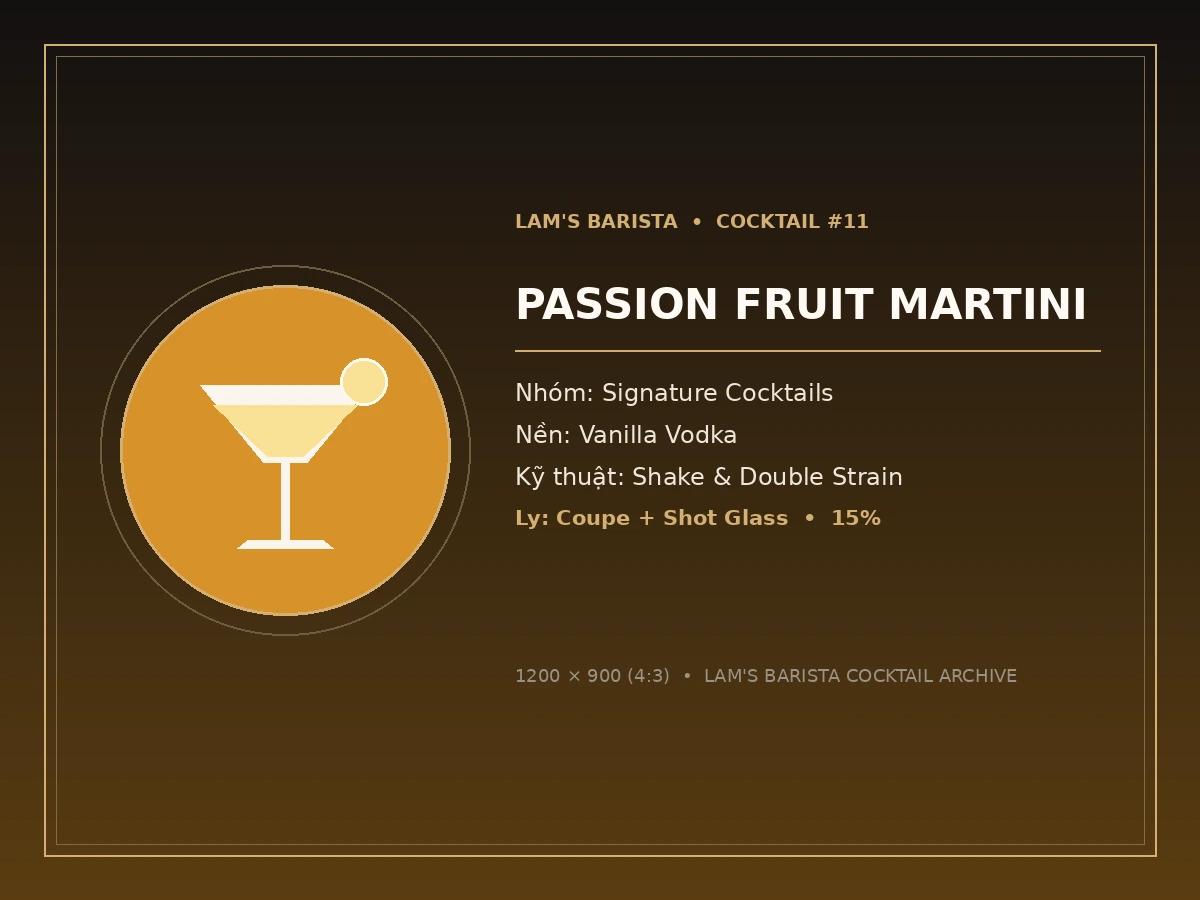 LAM'S BARISTA • COCKTAIL #11
PASSION FRUIT MARTINI
Nhóm: Signature Cocktails
Nền: Vanilla Vodka
Kỹ thuật: Shake & Double Strain
Ly: Coupe + Shot Glass • 15%
1200 × 900 (4:3) • LAM'S BARISTA COCKTAIL ARCHIVE